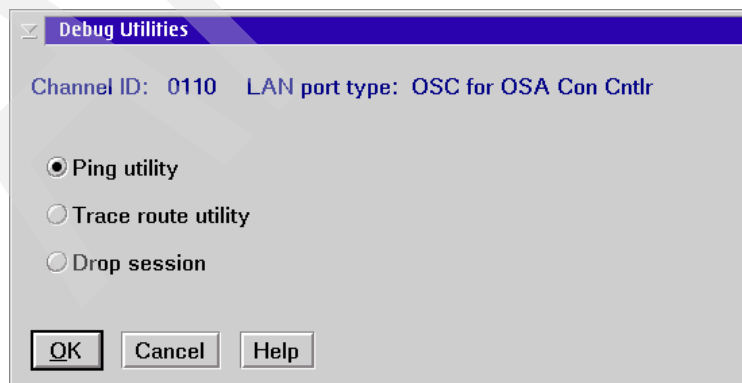 Debug Utilities
Channel ID: 0110 LAN port type: OSC for OSA Con Cntlr
Ping utility
Trace route utility
Drop session
OK Cancel Help